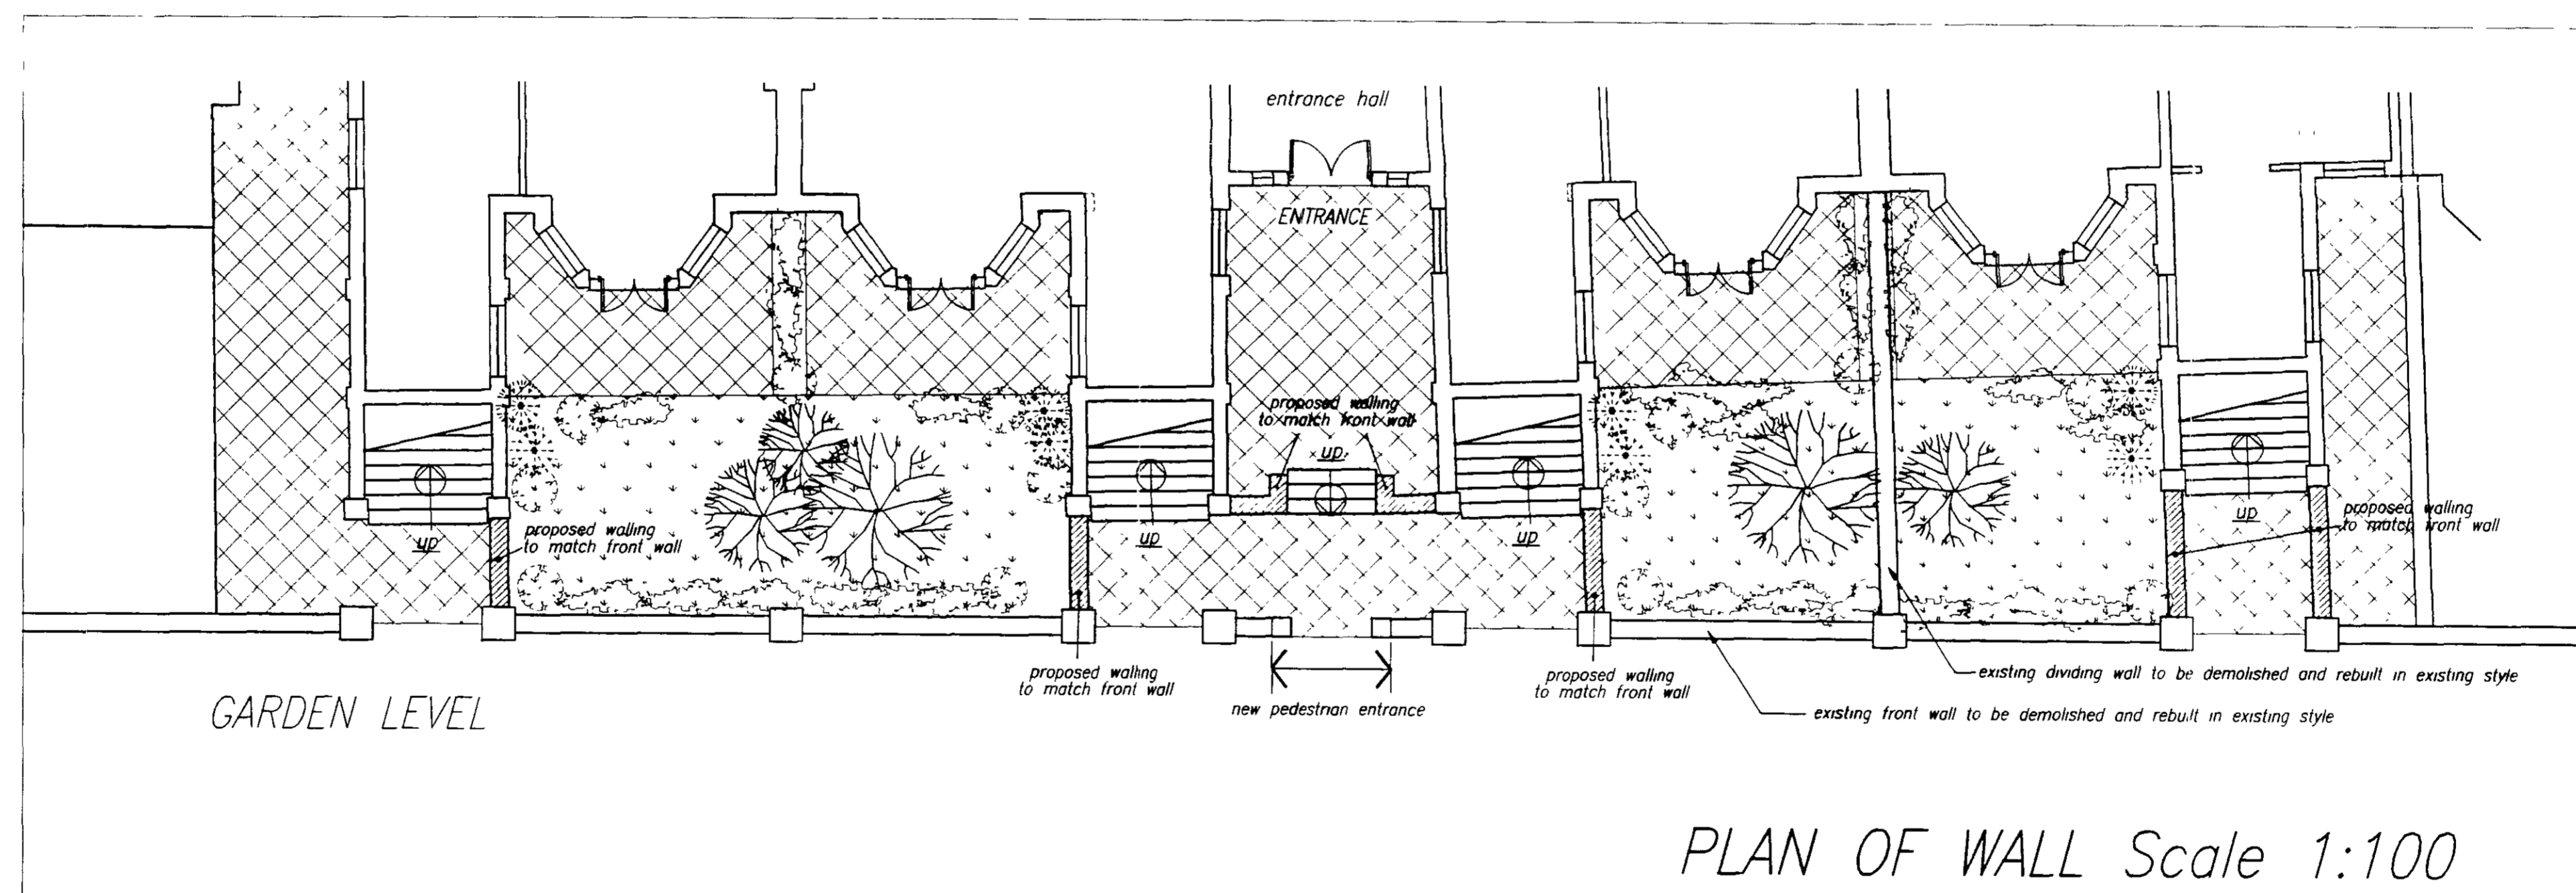 entrance hall
ENTRANCE
proposed walling
to match front wall
up
up
proposed walling
to match front wall
up
up
proposed walling
to match front wall
up
proposed walling
to match front wall
new pedestrian entrance
proposed walling
to match front wall
existing dividing wall to be demolished and rebuilt in existing style
existing front wall to be demolished and rebuilt in existing style
GARDEN LEVEL
PLAN OF WALL Scale 1:100